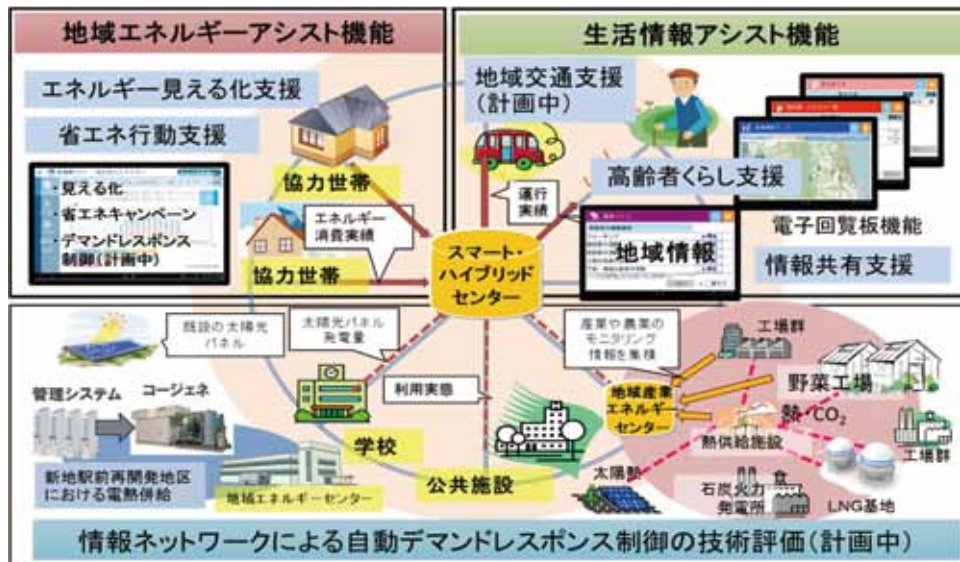 地域エネルギーアシスト機能
生活情報アシスト機能
エネルギー見える化支援
省エネ行動支援
・見える化
・省エネキャンペーン
・デマンドレスポンス
制御(計画中)
協力世帯
エネルギー
消費実績
協力世帯
地域交通支援
(計画中)
運行
実績
高齢者くらし支援
地域情報
電子回覧板機能
情報共有支援
スマート・
ハイブリッド
センター
既設の太陽光
パネル
太陽光パネル
発電量
利用実態
産業や農業の
モニタリング
情報を集積
管理システム
コージェネ
新地駅前再開発地区
における電熱併給
地域エネルギーセンター
学校
公共施設
地域産業
エネルギー
センター
工場群
野菜工場
熱・CO₂
熱供給施設
工場群
太陽熱
石炭火力
発電所
LNG基地
情報ネットワークによる自動デマンドレスポンス制御の技術評価(計画中)